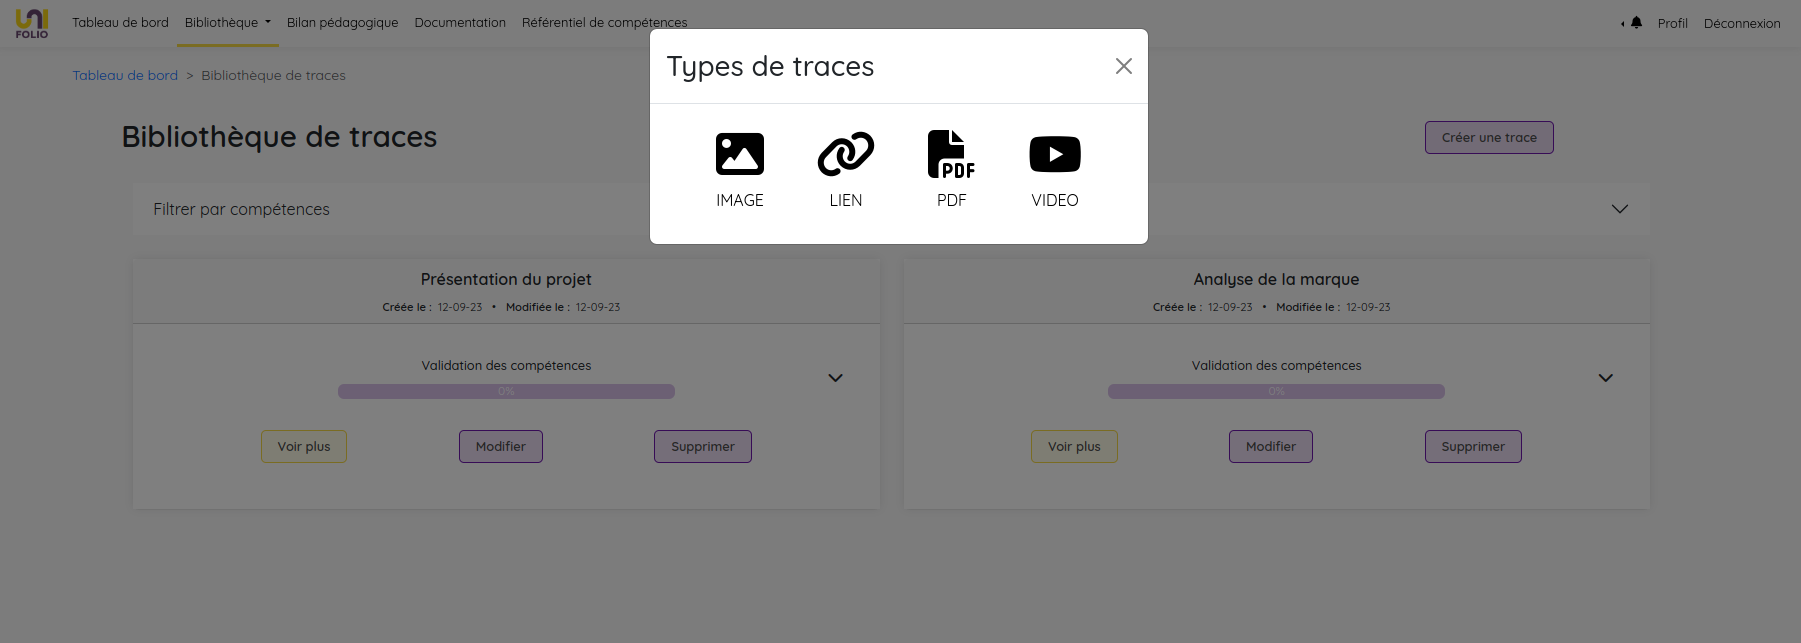 UNI
FOLIO
Tableau de bord Bibliothèque Bilan pédagogique Documentation Référentiel de compétences Profil Déconnexion
Tableau de bord > Bibliothèque de traces
Types de traces
IMAGE LIEN PDF VIDEO
PDF
Bibliothèque de traces
Créer une trace
Filtrer par compétences
Présentation du projet
Créée le : 12-09-23 • Modifiée le : 12-09-23
Validation des compétences
0%
Voir plus Modifier Supprimer
Analyse de la marque
Créée le : 12-09-23 • Modifiée le : 12-09-23
Validation des compétences
0%
Voir plus Modifier Supprimer